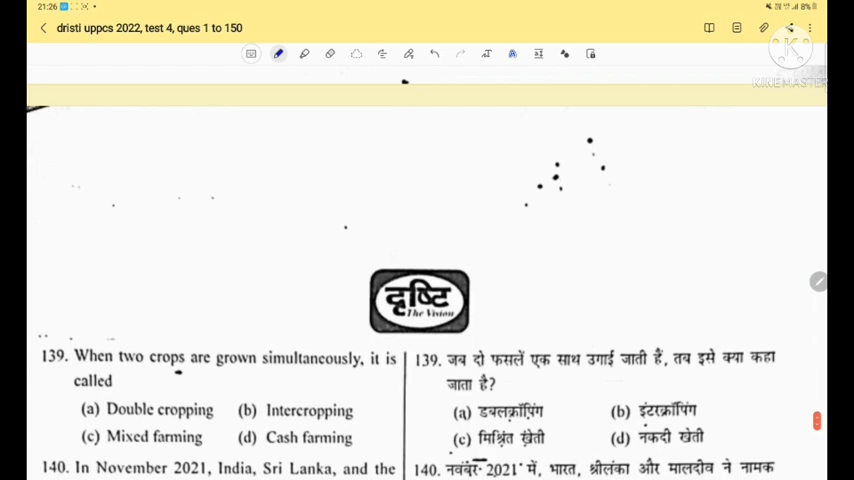 21:26
8%
dristi uppcs 2022, test 4, ques 1 to 150
K
KINEMASTER
दृष्टि
The Vision
139. When two crops are grown simultaneously, it is
called
(a) Double cropping (b) Intercropping
(c) Mixed farming (d) Cash farming
140. In November 2021, India, Sri Lanka, and the
139. जब दो फसलें एक साथ उगाई जाती हैं, तब इसे क्या कहा
जाता है?
(a) डबलक्रॉपिंग (b) इंटरक्रॉपिंग
(c) मिश्रित खेती (d) नकदी खेती
140. नवंबर 2021 में, भारत, श्रीलंका और मालदीव ने नामक